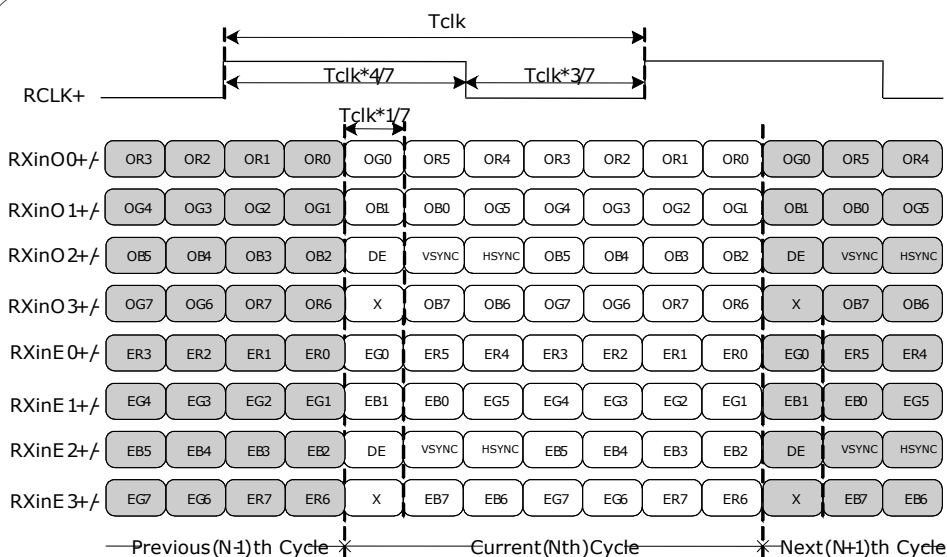 Tclk
Tclk*4/7 Tclk*3/7
RCLK+
Tclk*1/7
RXinO0+/- OR3 OR2 OR1 OR0 OG0 OR5 OR4 OR3 OR2 OR1 OR0 OG0 OR5 OR4
RXinO1+/- OG4 OG3 OG2 OG1 OB1 OB0 OG5 OG4 OG3 OG2 OG1 OB1 OB0 OG5
RXinO2+/- OB5 OB4 OB3 OB2 DE VSYNC HSYNC OB5 OB4 OB3 OB2 DE VSYNC HSYNC
RXinO3+/- OG7 OG6 OR7 OR6 X OB7 OB6 OG7 OG6 OR7 OR6 X OB7 OB6
RXinE0+/- ER3 ER2 ER1 ER0 EG0 ER5 ER4 ER3 ER2 ER1 ER0 EG0 ER5 ER4
RXinE1+/- EG4 EG3 EG2 EG1 EB1 EB0 EG5 EG4 EG3 EG2 EG1 EB1 EB0 EG5
RXinE2+/- EB5 EB4 EB3 EB2 DE VSYNC HSYNC EB5 EB4 EB3 EB2 DE VSYNC HSYNC
RXinE3+/- EG7 EG6 ER7 ER6 X EB7 EB6 EG7 EG6 ER7 ER6 X EB7 EB6
Previous(N-1)th Cycle Current(Nth)Cycle Next(N+1)th Cycle